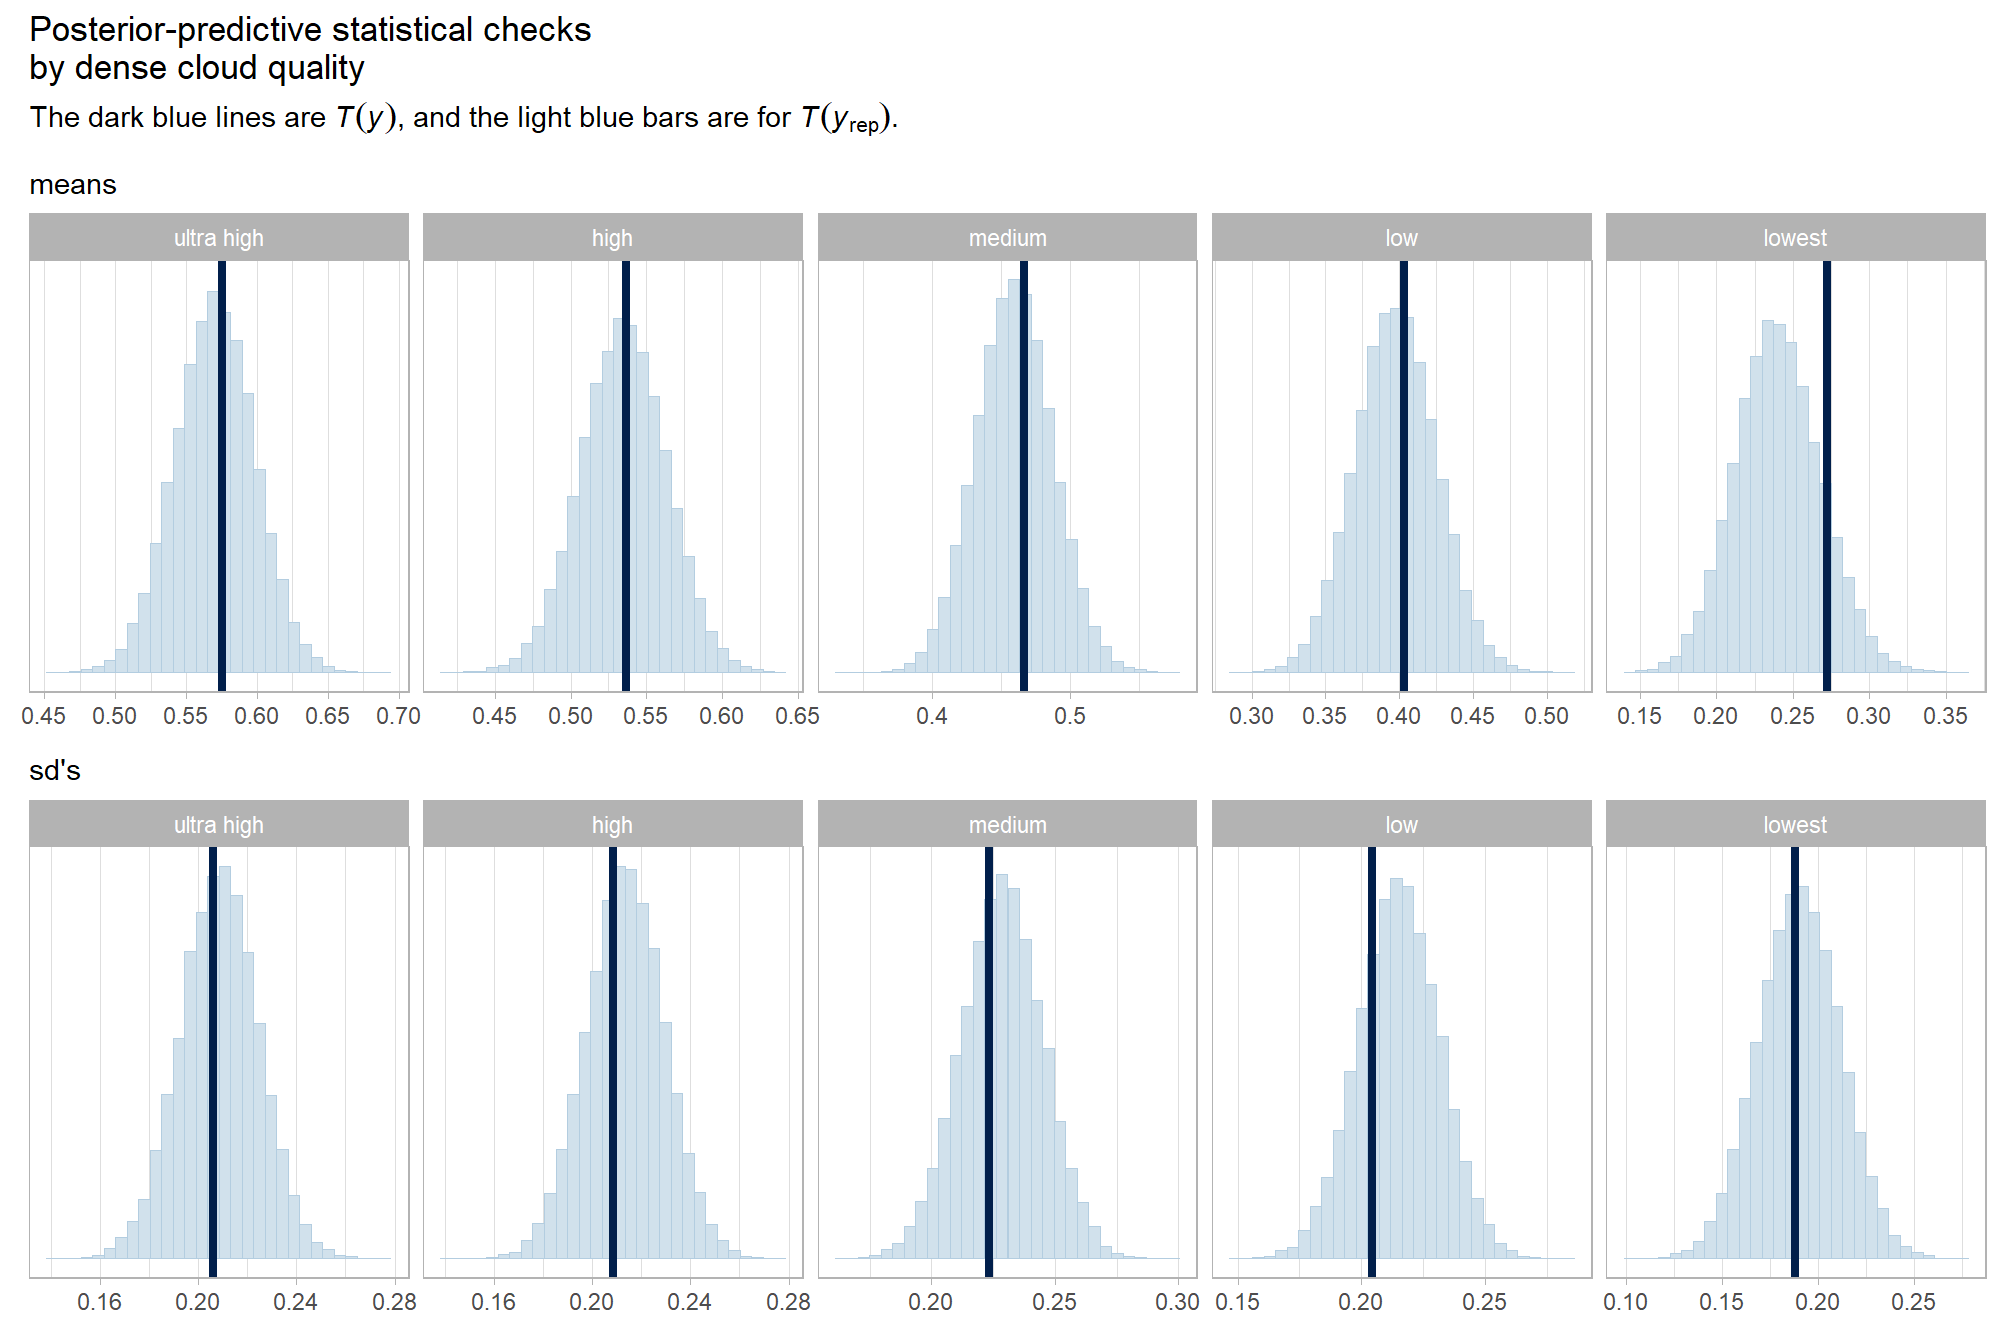 Posterior-predictive statistical checks
by dense cloud quality
The dark blue lines are T(y), and the light blue bars are for T(y_rep).
means
ultra high high medium low lowest
0.45 0.50 0.55 0.60 0.65 0.70 0.45 0.50 0.55 0.60 0.65 0.4 0.5 0.30 0.35 0.40 0.45 0.50 0.15 0.20 0.25 0.30 0.35
sd's
ultra high high medium low lowest
0.16 0.20 0.24 0.28 0.16 0.20 0.24 0.28 0.20 0.25 0.30 0.15 0.20 0.25 0.10 0.15 0.20 0.25